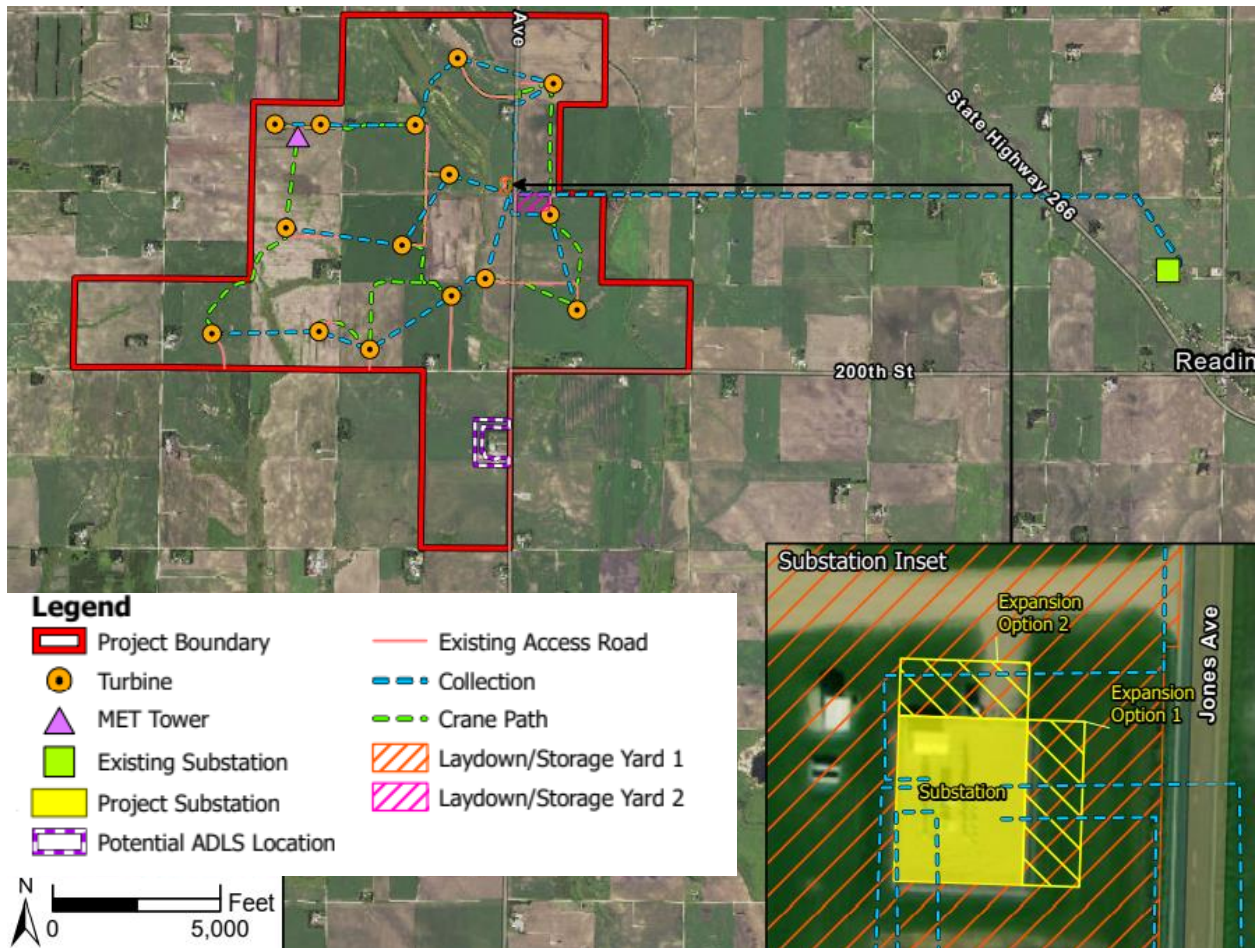 Ave
State Highway 266
200th St
Readin
Substation Inset
Expansion
Option 2
Expansion
Option 1
Jones Ave
Substation
Legend
Project Boundary
Turbine
MET Tower
Existing Substation
Project Substation
Potential ADLS Location
Existing Access Road
Collection
Crane Path
Laydown/Storage Yard 1
Laydown/Storage Yard 2
N
0
5,000
Feet